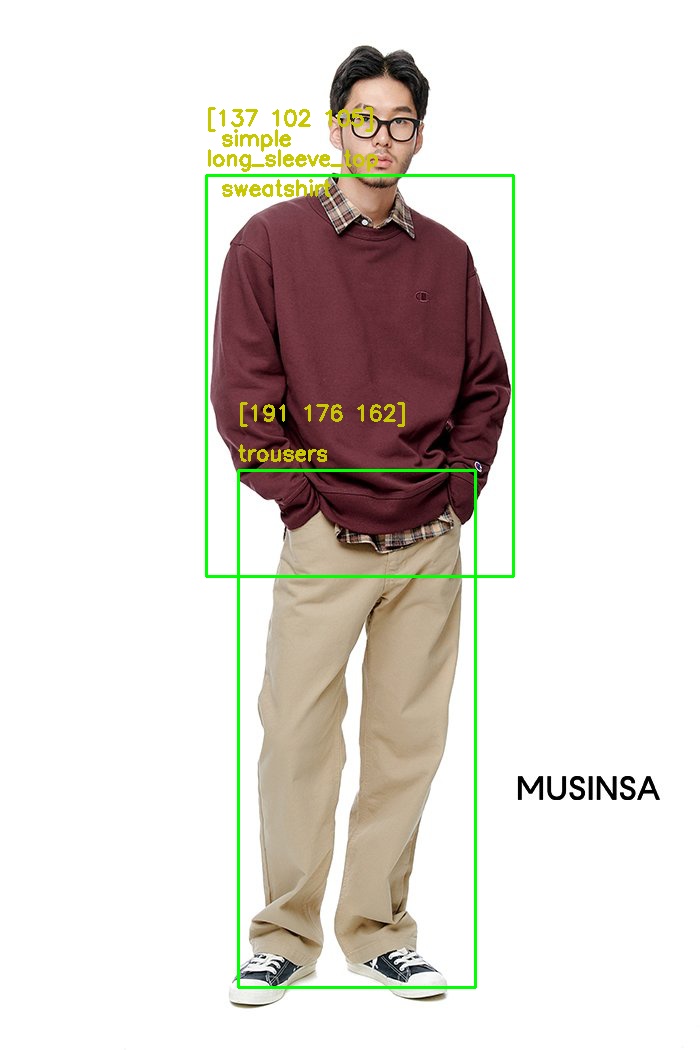 [137 102 105]
simple
long_sleeve_top
sweatshirt
[191 176 162]
trousers
MUSINSA